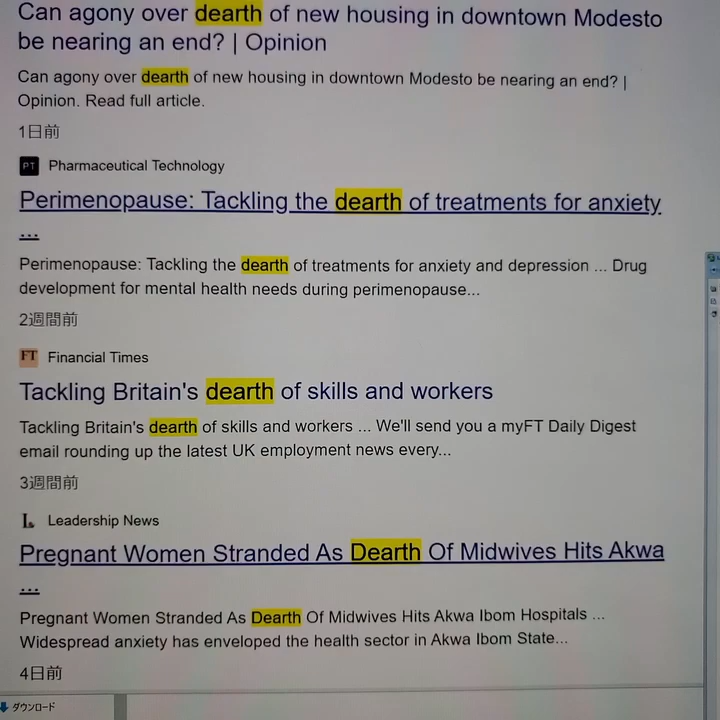 Can agony over dearth of new housing in downtown Modesto
be nearing an end? | Opinion
Can agony over dearth of new housing in downtown Modesto be nearing an end? |
Opinion. Read full article.
1日前
PT Pharmaceutical Technology
Perimenopause: Tackling the dearth of treatments for anxiety
...
Perimenopause: Tackling the dearth of treatments for anxiety and depression ... Drug
development for mental health needs during perimenopause...
2週間前
FT Financial Times
Tackling Britain's dearth of skills and workers
Tackling Britain's dearth of skills and workers ... We'll send you a myFT Daily Digest
email rounding up the latest UK employment news every...
3週間前
L. Leadership News
Pregnant Women Stranded As Dearth Of Midwives Hits Akwa
...
Pregnant Women Stranded As Dearth Of Midwives Hits Akwa Ibom Hospitals ...
Widespread anxiety has enveloped the health sector in Akwa Ibom State...
4日前
ダウンロード